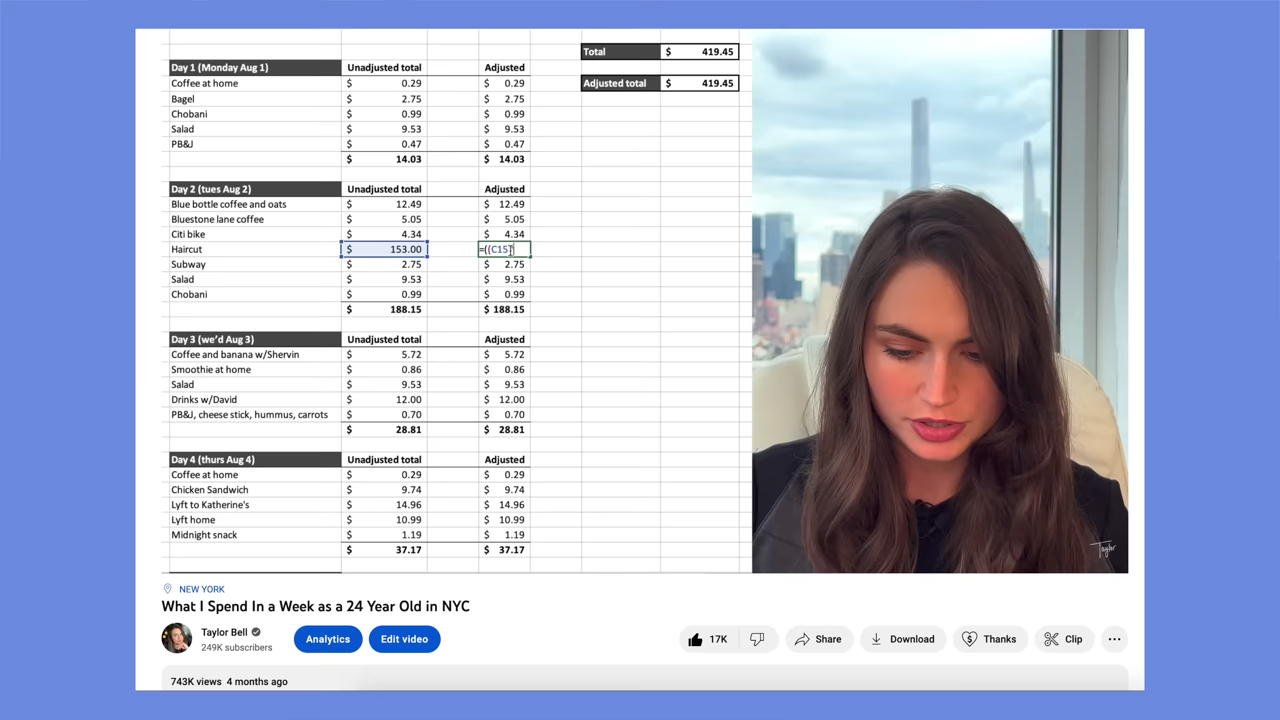 Total $ 419.45
Day 1 (Monday Aug 1) Unadjusted total Adjusted
Coffee at home $ 0.29 $ 0.29
Adjusted total $ 419.45
Bagel $ 2.75 $ 2.75
Chobani $ 0.99 $ 0.99
Salad $ 9.53 $ 9.53
PB&J $ 0.47 $ 0.47
$ 14.03 $ 14.03
Day 2 (tues Aug 2) Unadjusted total Adjusted
Blue bottle coffee and oats $ 12.49 $ 12.49
Bluestone lane coffee $ 5.05 $ 5.05
Citi bike $ 4.34 $ 4.34
Haircut $ 153.00 =((C15)
Subway $ 2.75 $ 2.75
Salad $ 9.53 $ 9.53
Chobani $ 0.99 $ 0.99
$ 188.15 $ 188.15
Day 3 (we'd Aug 3) Unadjusted total Adjusted
Coffee and banana w/Shervin $ 5.72 $ 5.72
Smoothie at home $ 0.86 $ 0.86
Salad $ 9.53 $ 9.53
Drinks w/David $ 12.00 $ 12.00
PB&J, cheese stick, hummus, carrots $ 0.70 $ 0.70
$ 28.81 $ 28.81
Day 4 (thurs Aug 4) Unadjusted total Adjusted
Coffee at home $ 0.29 $ 0.29
Chicken Sandwich $ 9.74 $ 9.74
Lyft to Katherine's $ 14.96 $ 14.96
Lyft home $ 10.99 $ 10.99
Midnight snack $ 1.19 $ 1.19
$ 37.17 $ 37.17
Taylor
NEW YORK
What I Spend In a Week as a 24 Year Old in NYC
Taylor Bell
249K subscribers
Analytics
Edit video
17K
Share
Download
Thanks
Clip
743K views 4 months ago